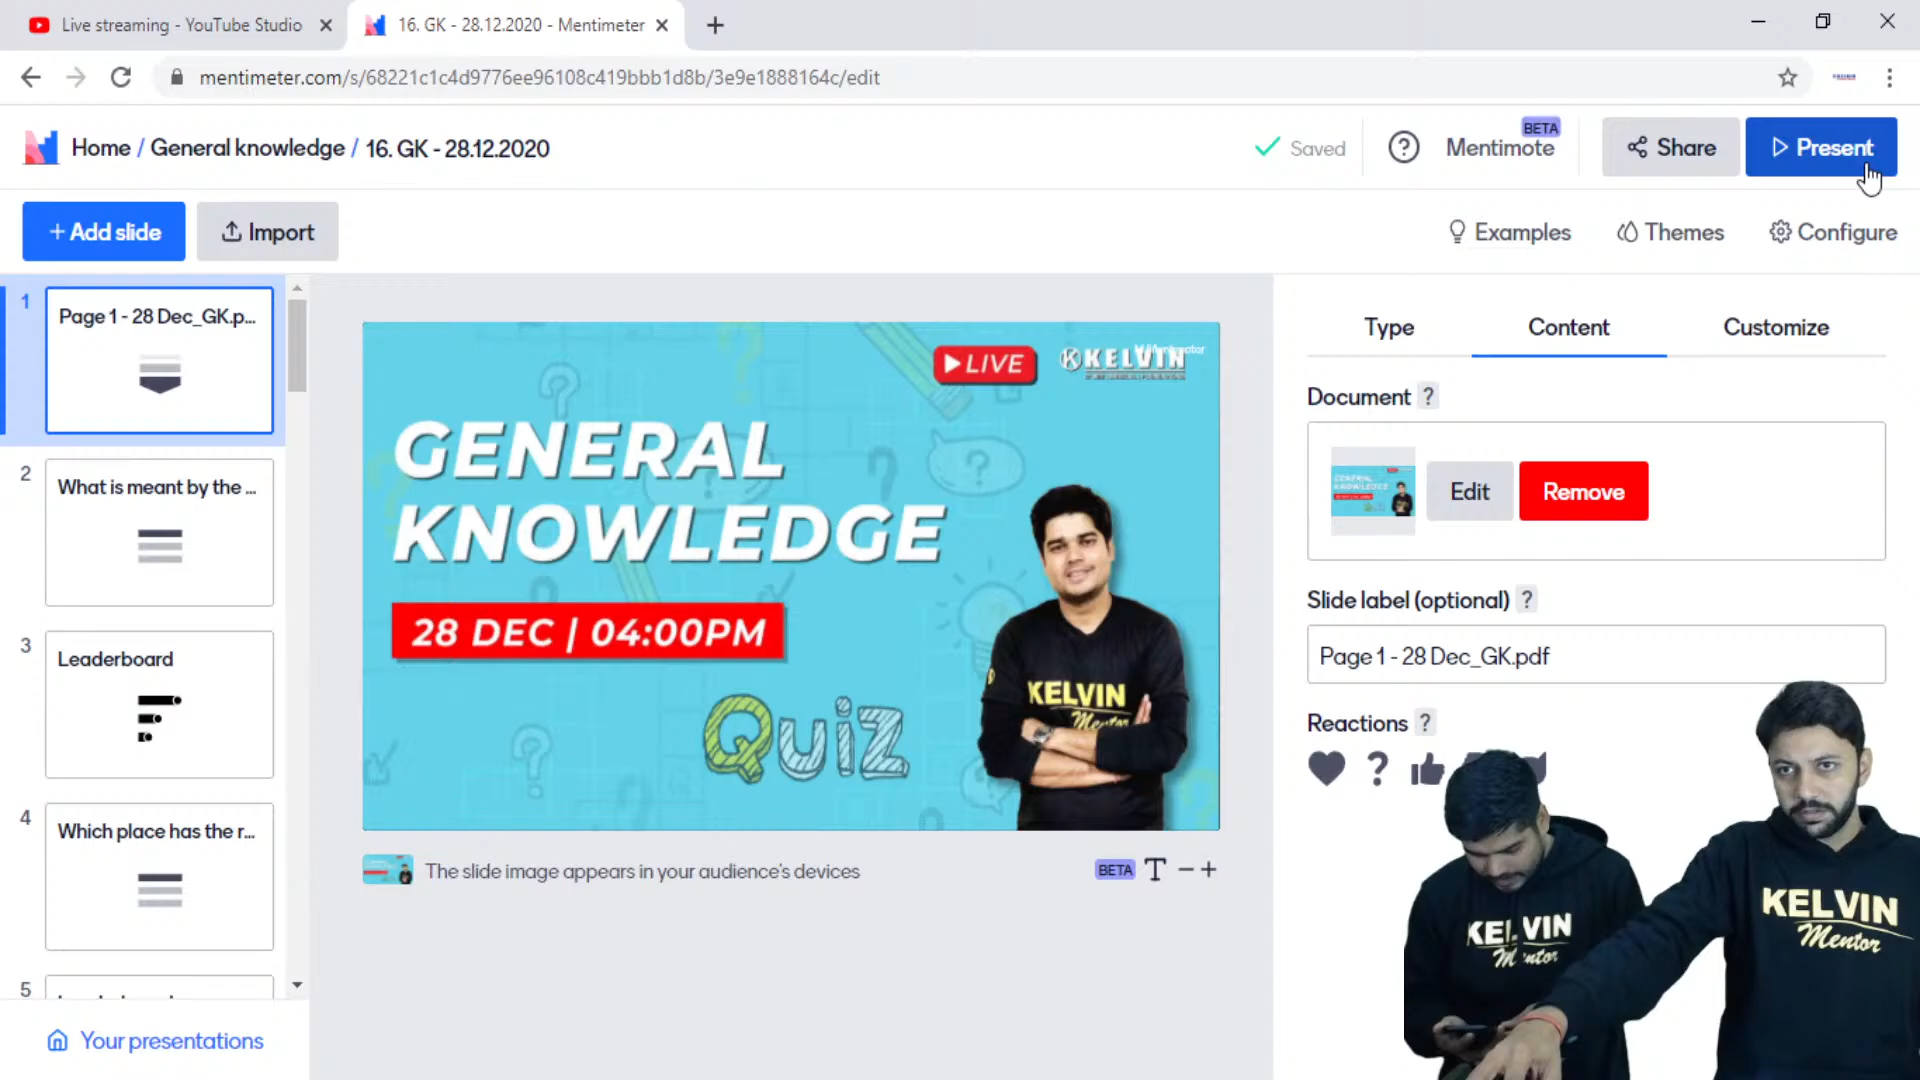 Live streaming - YouTube Studio
16. GK - 28.12.2020 - Mentimeter
mentimeter.com/s/68221c1c4d9776ee96108c419bbb1d8b/3e9e1888164c/edit
Home / General knowledge / 16. GK - 28.12.2020
Saved
?
Mentimote
BETA
Share
Present
+ Add slide
Import
Examples
Themes
Configure
1
Page 1 - 28 Dec_GK.p...
2
What is meant by the ...
3
Leaderboard
4
Which place has the r...
5
Your presentations
LIVE
KELVIN
GENERAL
KNOWLEDGE
28 DEC | 04:00PM
Quiz
KELVIN
Mentor
The slide image appears in your audience's devices
BETA
T - +
Type
Content
Customize
Document ?
GENERAL
KNOWLEDGE
Edit
Remove
Slide label (optional) ?
Page 1 - 28 Dec_GK.pdf
Reactions ?
?
KELVIN
Mentor
KELVIN
Mentor